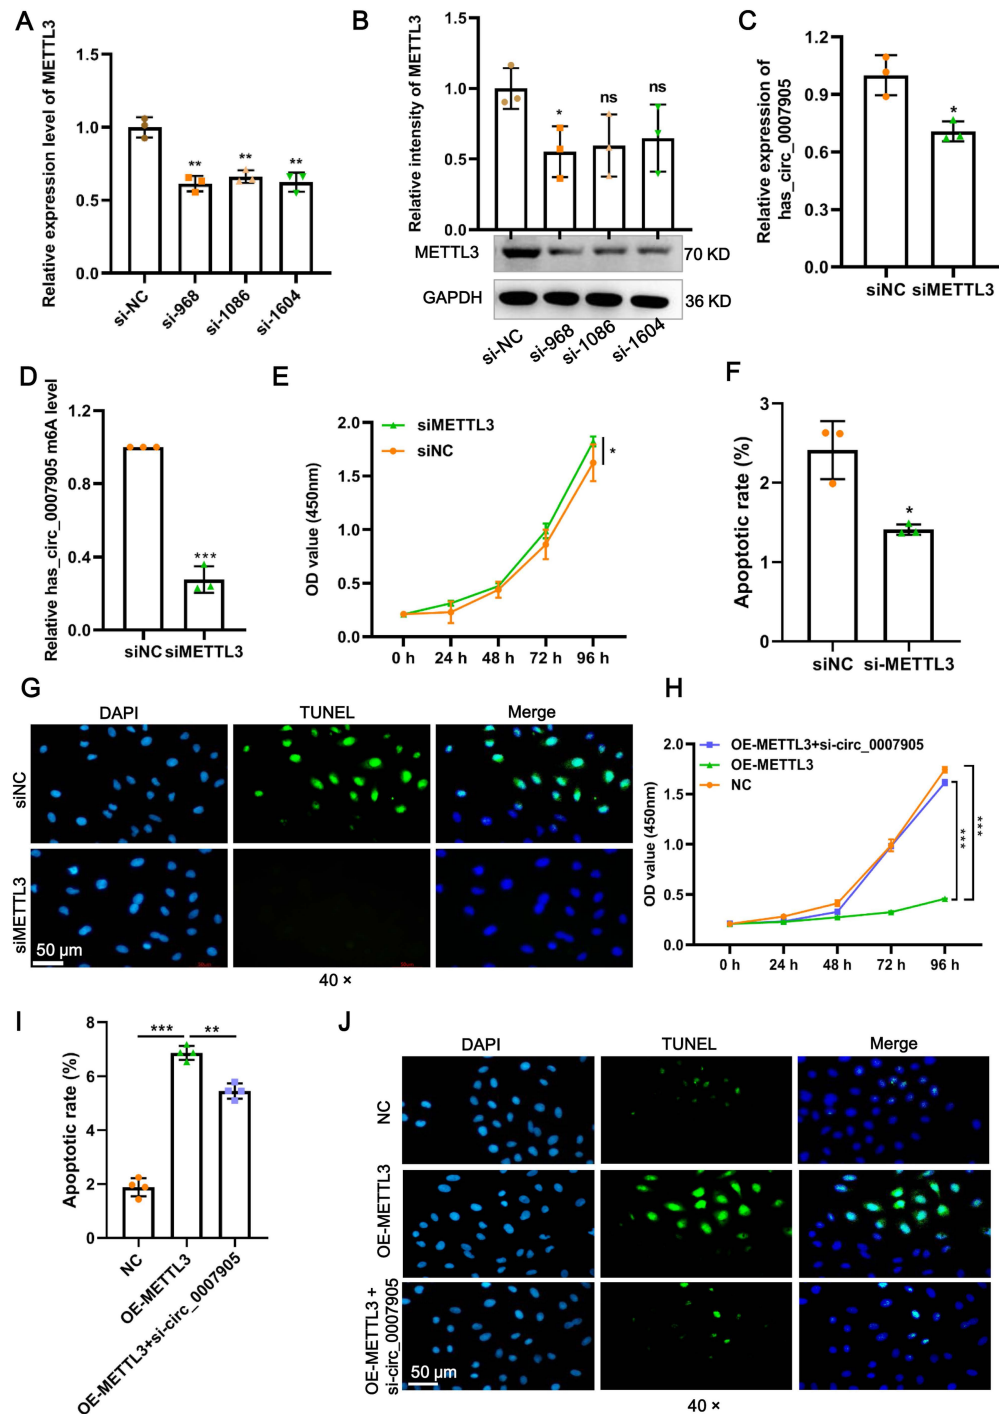 A
Relative expression level of METTL3
1.5
1.0
0.5
0.0
**
**
**
si-NC
si-968
si-1086
si-1604
B
Relative intensity of METTL3
1.5
1.0
0.5
0.0
*
ns
ns
METTL3
70 KD
GAPDH
36 KD
si-NC
si-968
si-1086
si-1604
C
Relative expression of
has_circ_0007905
1.2
0.9
0.6
0.3
0.0
*
siNC siMETTL3
D
Relative has_circ_0007905 m6A level
1.2
0.8
0.4
0.0
***
siNC siMETTL3
E
OD value (450nm)
2.0
1.5
1.0
0.5
0.0
siMETTL3
siNC
*
0 h 24 h 48 h 72 h 96 h
F
Apoptotic rate (%)
3
2
1
0
*
siNC si-METTL3
G
DAPI TUNEL Merge
siNC
siMETTL3
50 µm
40 ×
H
OD value (450nm)
2.0
1.5
1.0
0.5
0.0
OE-METTL3+si-circ_0007905
OE-METTL3
NC
***
***
0 h 24 h 48 h 72 h 96 h
I
Apoptotic rate (%)
8
6
4
2
0
*** **
NC
OE-METTL3
OE-METTL3+si-circ_0007905
J
DAPI TUNEL Merge
NC
OE-METTL3
OE-METTL3 +
si-circ_0007905
50 µm
40 ×